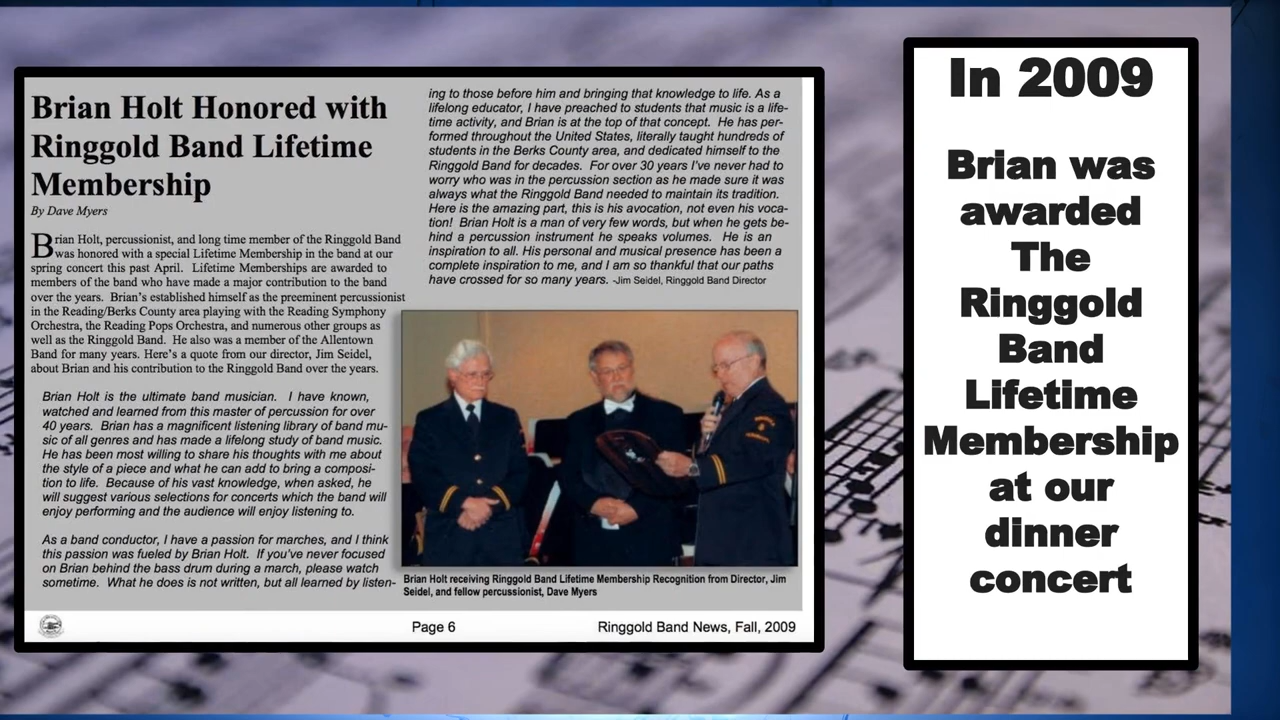 Brian Holt Honored with
Ringgold Band Lifetime
Membership
By Dave Myers
Brian Holt, percussionist, and long time member of the Ringgold Band
was honored with a special Lifetime Membership in the band at our
spring concert this past April. Lifetime Memberships are awarded to
members of the band who have made a major contribution to the band
over the years. Brian's established himself as the preeminent percussionist
in the Reading/Berks County area playing with the Reading Symphony
Orchestra, the Reading Pops Orchestra, and numerous other groups as
well as the Ringgold Band. He also was a member of the Allentown
Band for many years. Here's a quote from our director, Jim Seidel,
about Brian and his contribution to the Ringgold Band over the years.
Brian Holt is the ultimate band musician. I have known,
watched and learned from this master of percussion for over
40 years. Brian has a magnificent listening library of band mu-
sic of all genres and has made a lifelong study of band music.
He has been most willing to share his thoughts with me about
the style of a piece and what he can add to bring a composi-
tion to life. Because of his vast knowledge, when asked, he
will suggest various selections for concerts which the band will
enjoy performing and the audience will enjoy listening to.
As a band conductor, I have a passion for marches, and I think
this passion was fueled by Brian Holt. If you've never focused
on Brian behind the bass drum during a march, please watch
sometime. What he does is not written, but all learned by listen-
ing to those before him and bringing that knowledge to life. As a
lifelong educator, I have preached to students that music is a life-
time activity, and Brian is at the top of that concept. He has per-
formed throughout the United States, literally taught hundreds of
students in the Berks County area, and dedicated himself to the
Ringgold Band for decades. For over 30 years I've never had to
worry who was in the percussion section as he made sure it was
always what the Ringgold Band needed to maintain its tradition.
Here is the amazing part, this is his avocation, not even his voca-
tion! Brian Holt is a man of very few words, but when he gets be-
hind a percussion instrument he speaks volumes. He is an
inspiration to all. His personal and musical presence has been a
complete inspiration to me, and I am so thankful that our paths
have crossed for so many years. -Jim Seidel, Ringgold Band Director
Brian Holt receiving Ringgold Band Lifetime Membership Recognition from Director, Jim
Seidel, and fellow percussionist, Dave Myers
Page 6
Ringgold Band News, Fall, 2009
In 2009
Brian was
awarded
The
Ringgold
Band
Lifetime
Membership
at our
dinner
concert